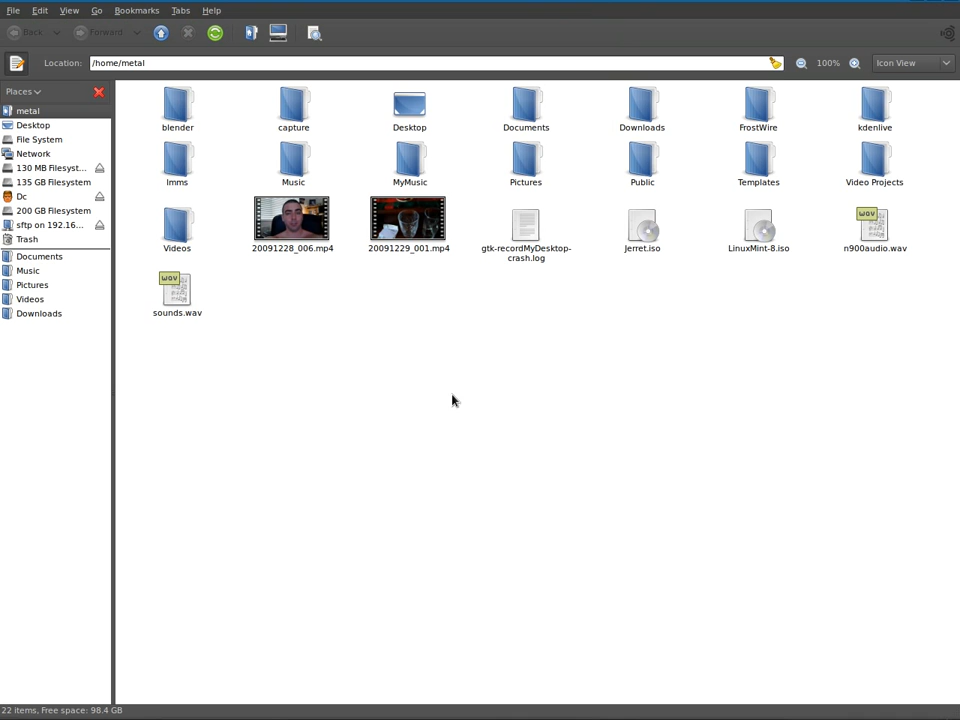 File Edit View Go Bookmarks Tabs Help
Back Forward
Location: /home/metal 100% Icon View
Places
metal
Desktop
File System
Network
130 MB Filesyst...
135 GB Filesystem
Dc
200 GB Filesystem
sftp on 192.16...
Trash
Documents
Music
Pictures
Videos
Downloads
blender capture Desktop Documents Downloads FrostWire kdenlive
lmms Music MyMusic Pictures Public Templates Video Projects
wav
Videos 20091228_006.mp4 20091229_001.mp4 gtk-recordMyDesktop- Jerret.iso LinuxMint-8.iso n900audio.wav
crash.log
wav
sounds.wav
22 items, Free space: 98.4 GB